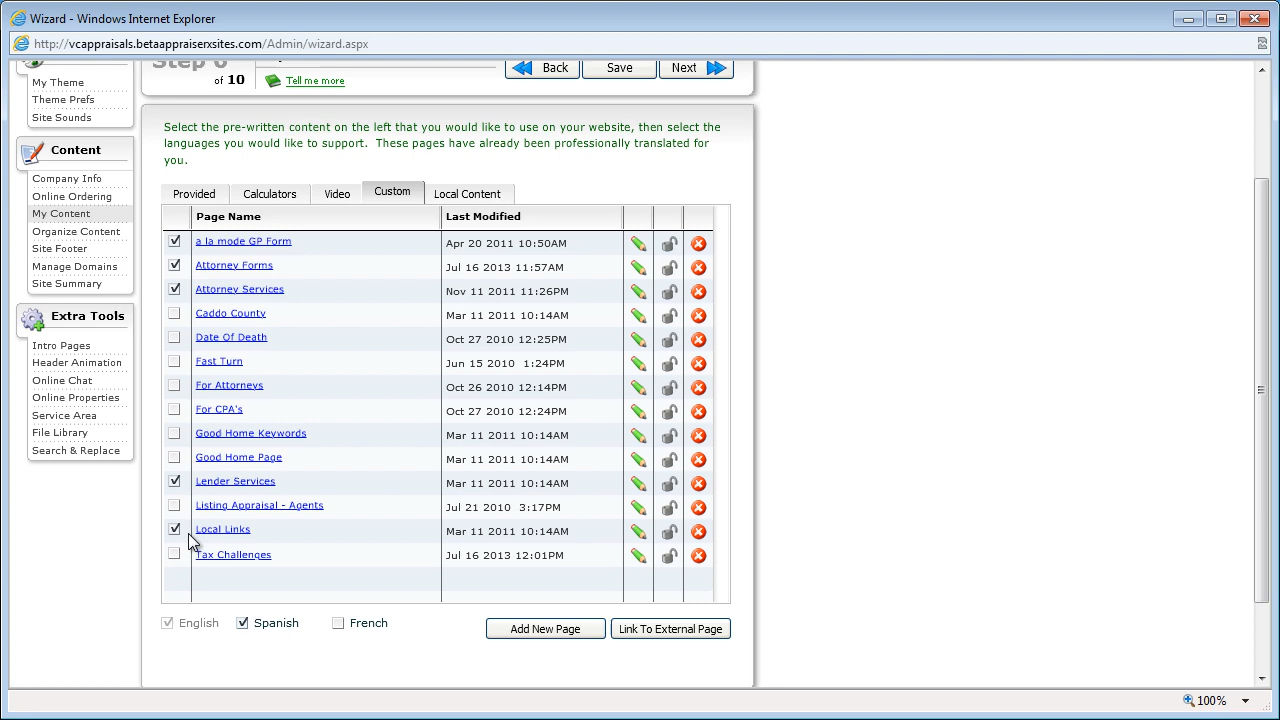 Wizard - Windows Internet Explorer
http://vcappraisals.betaappraiserxsites.com/Admin/wizard.aspx
of 10
Tell me more
Back
Save
Next
My Theme
Theme Prefs
Site Sounds
Content
Company Info
Online Ordering
My Content
Organize Content
Site Footer
Manage Domains
Site Summary
Extra Tools
Intro Pages
Header Animation
Online Chat
Online Properties
Service Area
File Library
Search & Replace
Select the pre-written content on the left that you would like to use on your website, then select the
languages you would like to support. These pages have already been professionally translated for
you.
Provided
Calculators
Video
Custom
Local Content
Page Name Last Modified
a la mode GP Form Apr 20 2011 10:50AM
Attorney Forms Jul 16 2013 11:57AM
Attorney Services Nov 11 2011 11:26PM
Caddo County Mar 11 2011 10:14AM
Date Of Death Oct 27 2010 12:25PM
Fast Turn Jun 15 2010 1:24PM
For Attorneys Oct 26 2010 12:14PM
For CPA's Oct 27 2010 12:24PM
Good Home Keywords Mar 11 2011 10:14AM
Good Home Page Mar 11 2011 10:14AM
Lender Services Mar 11 2011 10:14AM
Listing Appraisal - Agents Jul 21 2010 3:17PM
Local Links Mar 11 2011 10:14AM
Tax Challenges Jul 16 2013 12:01PM
English
Spanish
French
Add New Page
Link To External Page
100%